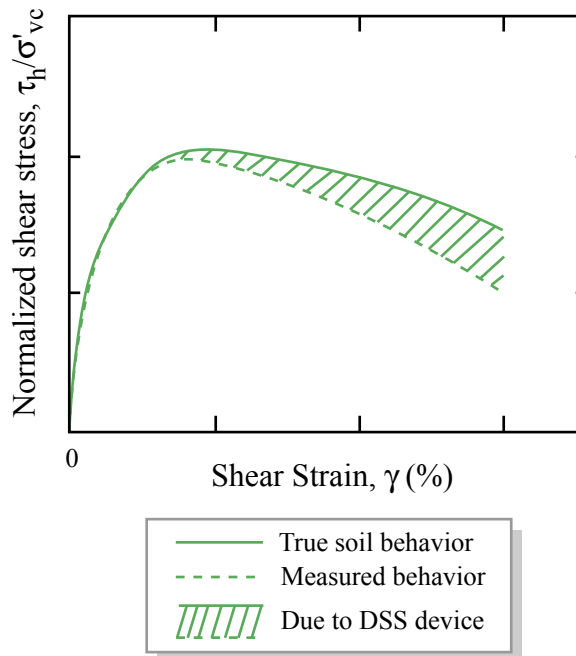 Normalized shear stress, τh/σ'vc
0
Shear Strain, γ (%)
True soil behavior
Measured behavior
Due to DSS device